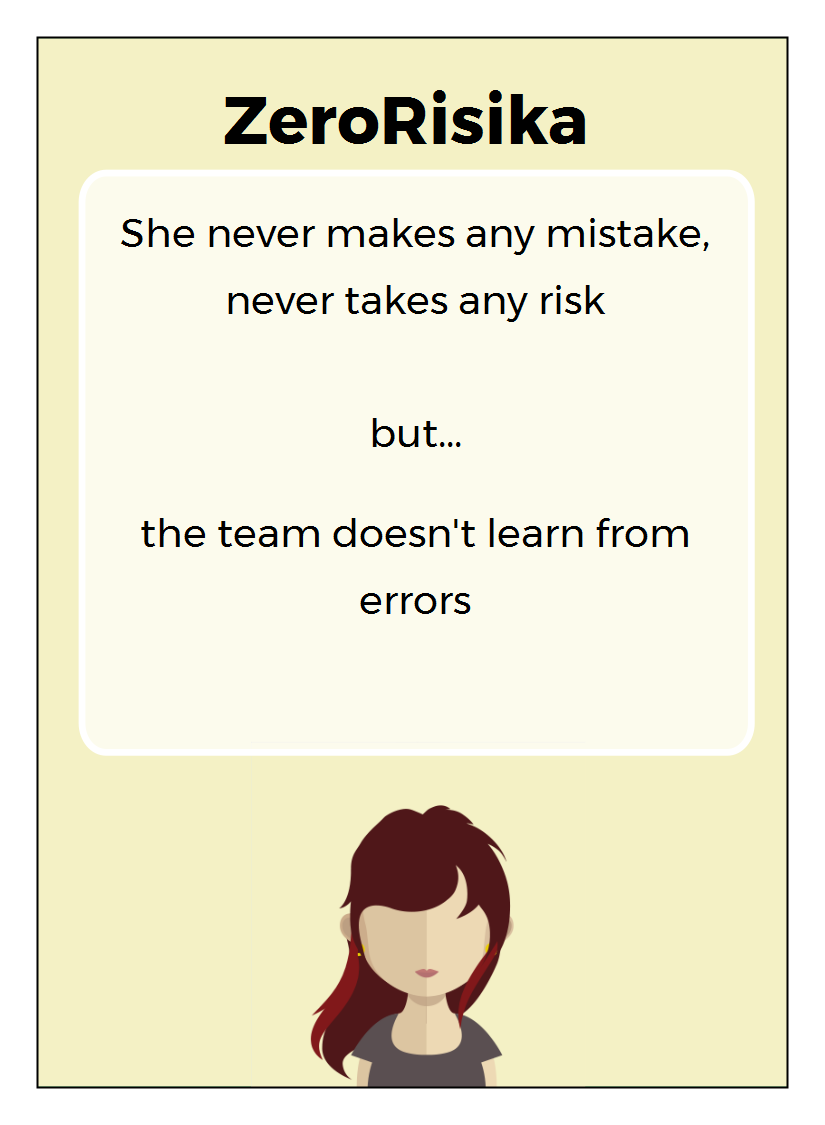 ZeroRisika
She never makes any mistake,
never takes any risk
but...
the team doesn't learn from
errors